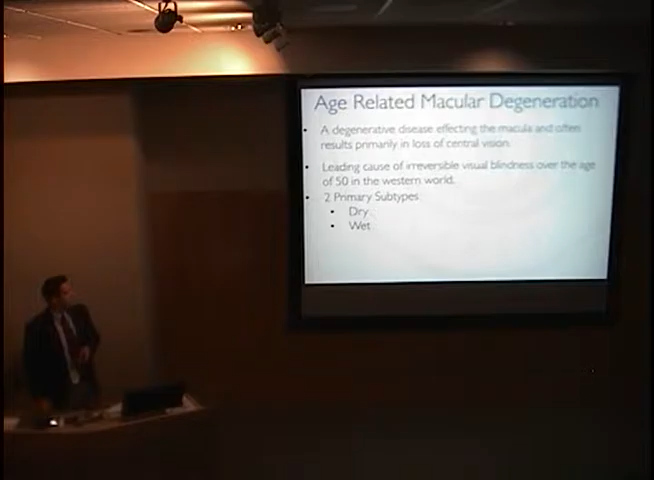 Age Related Macular Degeneration
• A degenerative disease effecting the macula and often
results primarily in loss of central vision.
• Leading cause of irreversible visual blindness over the age
of 50 in the western world.
• 2 Primary Subtypes
• Dry
• Wet